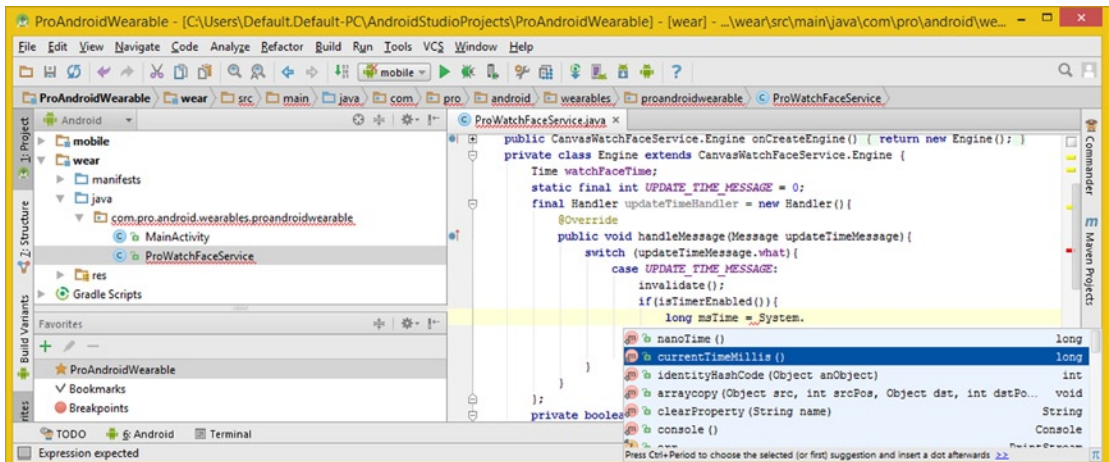 ProAndroidWearable - [C:\Users\Default.Default-PC\AndroidStudioProjects\ProAndroidWearable] - [wear] - ...\wear\src\main\java\com\pro\android\we...
File Edit View Navigate Code Analyze Refactor Build Run Tools VCS Window Help
mobile
ProAndroidWearable wear src main java com pro android wearables proandroidwearable ProWatchFaceService
1: Project
Z: Structure
Build Variants
Android
mobile
wear
manifests
java
com.pro.android.wearables.proandroidwearable
MainActivity
ProWatchFaceService
res
Gradle Scripts
Favorites
ProAndroidWearable
Bookmarks
Breakpoints
ProWatchFaceService.java
public CanvasWatchFaceService.Engine onCreateEngine() { return new Engine(); }
private class Engine extends CanvasWatchFaceService.Engine {
Time watchFaceTime;
static final int UPDATE_TIME_MESSAGE = 0;
final Handler updateTimeHandler = new Handler(){
@Override
public void handleMessage(Message updateTimeMessage){
switch (updateTimeMessage.what){
case UPDATE_TIME_MESSAGE:
invalidate();
if(isTimerEnabled()){
long msTime = System.
}
}
};
private boolea
nanoTime() long
currentTimeMillis() long
identityHashCode(Object anObject) int
arraycopy(Object src, int srcPos, Object dst, int dstPo... void
clearProperty(String name) String
console() Console
Press Ctrl+Period to choose the selected (or first) suggestion and insert a dot afterwards >>
Commander
Maven Projects
TODO 6: Android Terminal
Expression expected